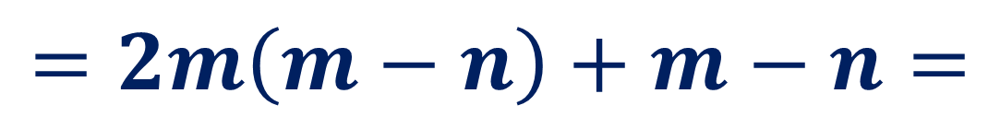 = 2m(m − n) + m − n =